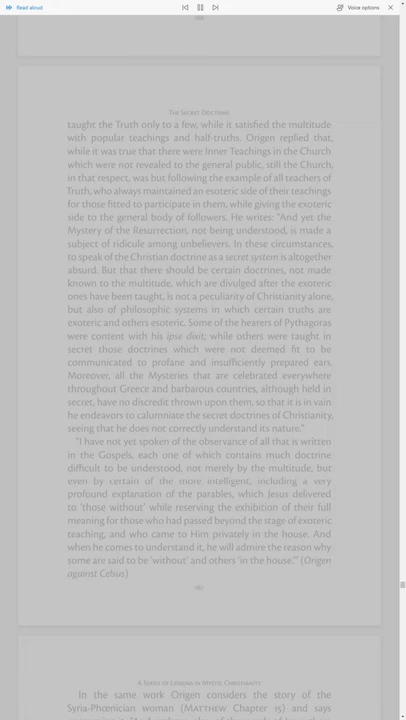 Read aloud
Voice options
The Secret Doctrine
taught the Truth only to a few, while it satisfied the multitude
with popular teachings and half-truths. Origen replied that,
while it was true that there were Inner Teachings in the Church
which were not revealed to the general public, still the Church,
in that respect, was but following the example of all teachers of
Truth, who always maintained an esoteric side of their teachings
for those fitted to participate in them, while giving the exoteric
side to the general body of followers. He writes: "And yet the
Mystery of the Resurrection, not being understood, is made a
subject of ridicule among unbelievers. In these circumstances,
to speak of the Christian doctrine as a secret system is altogether
absurd. But that there should be certain doctrines, not made
known to the multitude, which are divulged after the exoteric
ones have been taught, is not a peculiarity of Christianity alone,
but also of philosophic systems in which certain truths are
exoteric and others esoteric. Some of the hearers of Pythagoras
were content with his ipse dixit; while others were taught in
secret those doctrines which were not deemed fit to be
communicated to profane and insufficiently prepared ears.
Moreover, all the Mysteries that are celebrated everywhere
throughout Greece and barbarous countries, although held in
secret, have no discredit thrown upon them, so that it is in vain
he endeavors to calumniate the secret doctrines of Christianity,
seeing that he does not correctly understand its nature."
"I have not yet spoken of the observance of all that is written
in the Gospels, each one of which contains much doctrine
difficult to be understood, not merely by the multitude, but
even by certain of the more intelligent, including a very
profound explanation of the parables, which Jesus delivered
to 'those without' while reserving the exhibition of their full
meaning for those who had passed beyond the stage of exoteric
teaching, and who came to Him privately in the house. And
when he comes to understand it, he will admire the reason why
some are said to be 'without' and others 'in the house.'" (Origen
against Celsus)
A Series of Lessons in Mystic Christianity
In the same work Origen considers the story of the
Syria-Phœnician woman (Matthew Chapter 15) and says